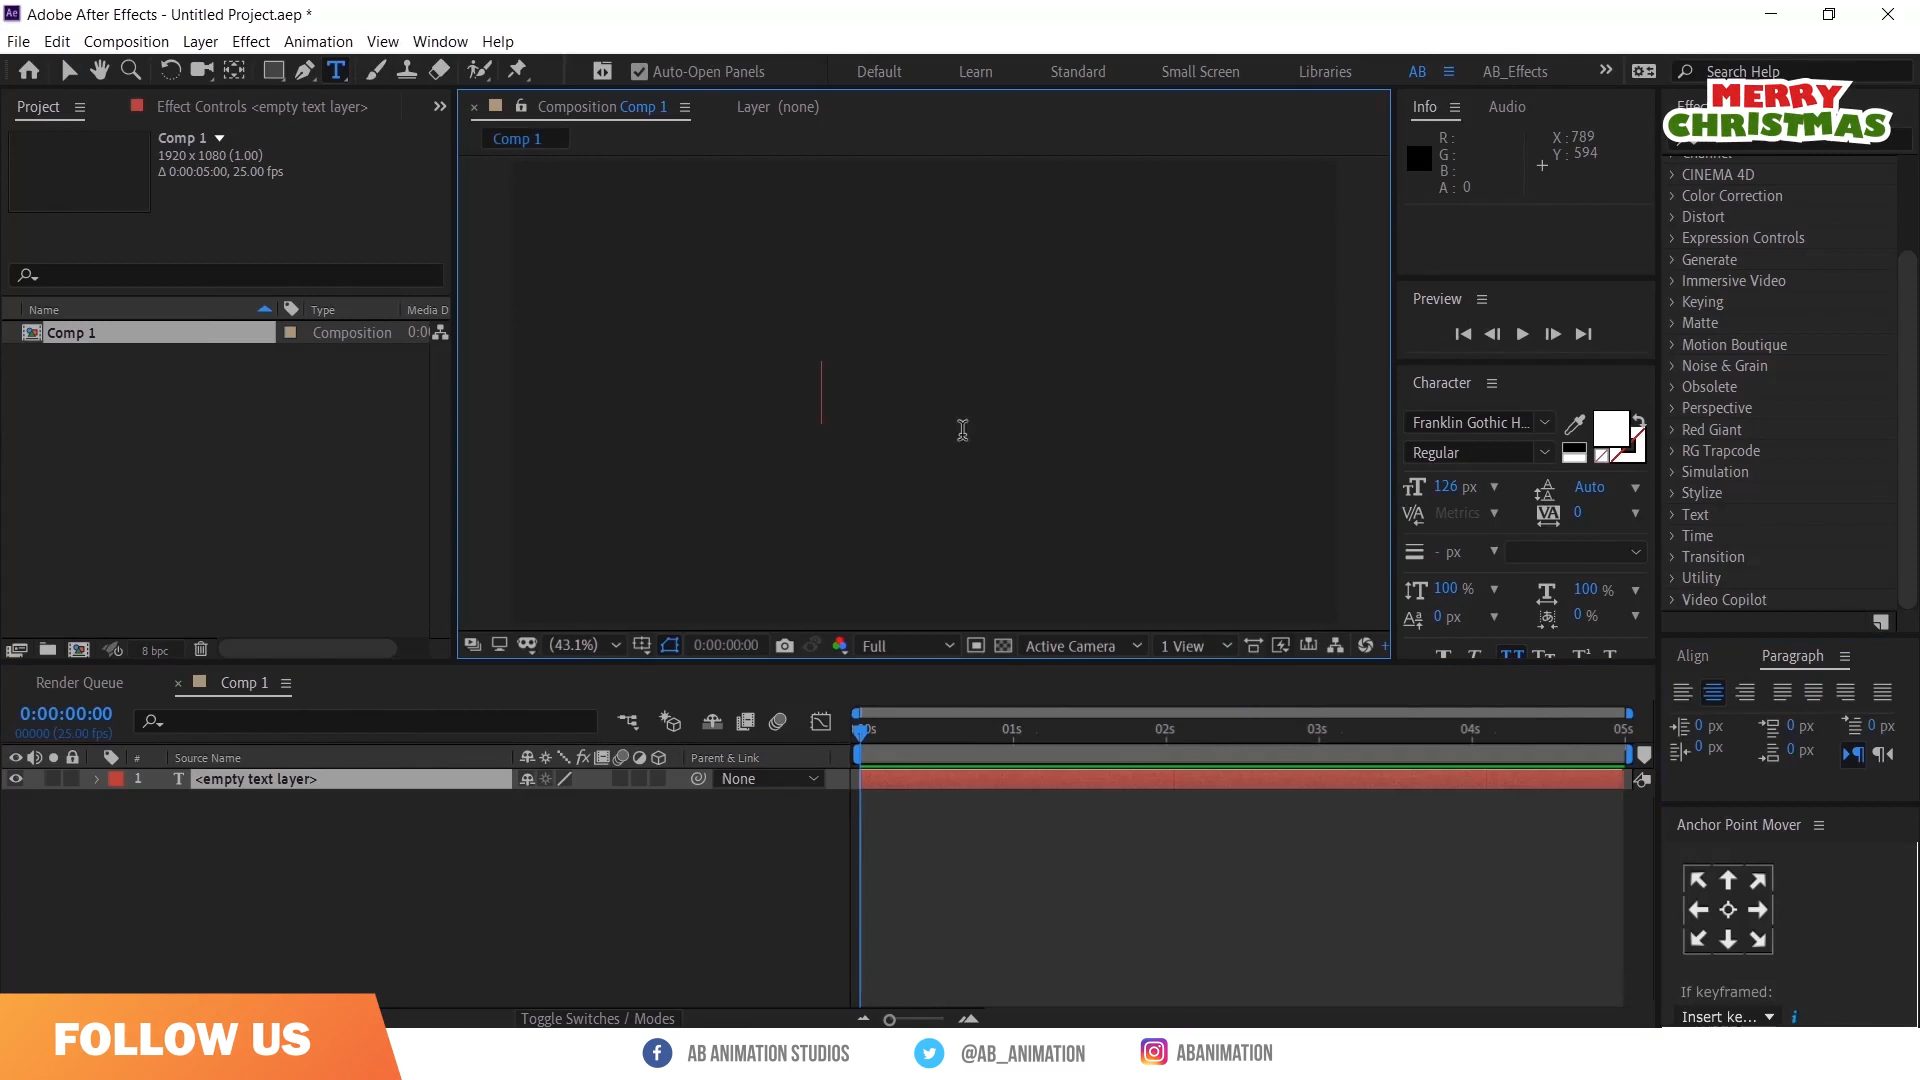 Ae Adobe After Effects - Untitled Project.aep *
File Edit Composition Layer Effect Animation View Window Help
Auto-Open Panels Default Learn Standard Small Screen Libraries AB AB_Effects Search Help
MERRY
CHRISTMAS
Project Effect Controls <empty text layer>
Comp 1
1920 x 1080 (1.00)
Δ 0:00:05:00, 25.00 fps
Name Type Media D
Comp 1 Composition 0:0
8 bpc
Composition Comp 1 Layer (none)
Comp 1
(43.1%) 0:00:00:00 Full Active Camera 1 View
Info Audio
R :
G :
B :
A : 0
X : 789
Y : 594
Preview
Character
Franklin Gothic H...
Regular
126 px Auto
Metrics 0
- px
100 % 100 %
0 px 0 %
CINEMA 4D
Color Correction
Distort
Expression Controls
Generate
Immersive Video
Keying
Matte
Motion Boutique
Noise & Grain
Obsolete
Perspective
Red Giant
RG Trapcode
Simulation
Stylize
Text
Time
Transition
Utility
Video Copilot
Align Paragraph
0 px 0 px 0 px
0 px 0 px
Anchor Point Mover
If keyframed:
Insert ke...
Render Queue Comp 1
0:00:00:00
00000 (25.00 fps)
01s 02s 03s 04s 05s
# Source Name Parent & Link
1 T <empty text layer> None
Toggle Switches / Modes
FOLLOW US
AB ANIMATION STUDIOS @AB_ANIMATION ABANIMATION